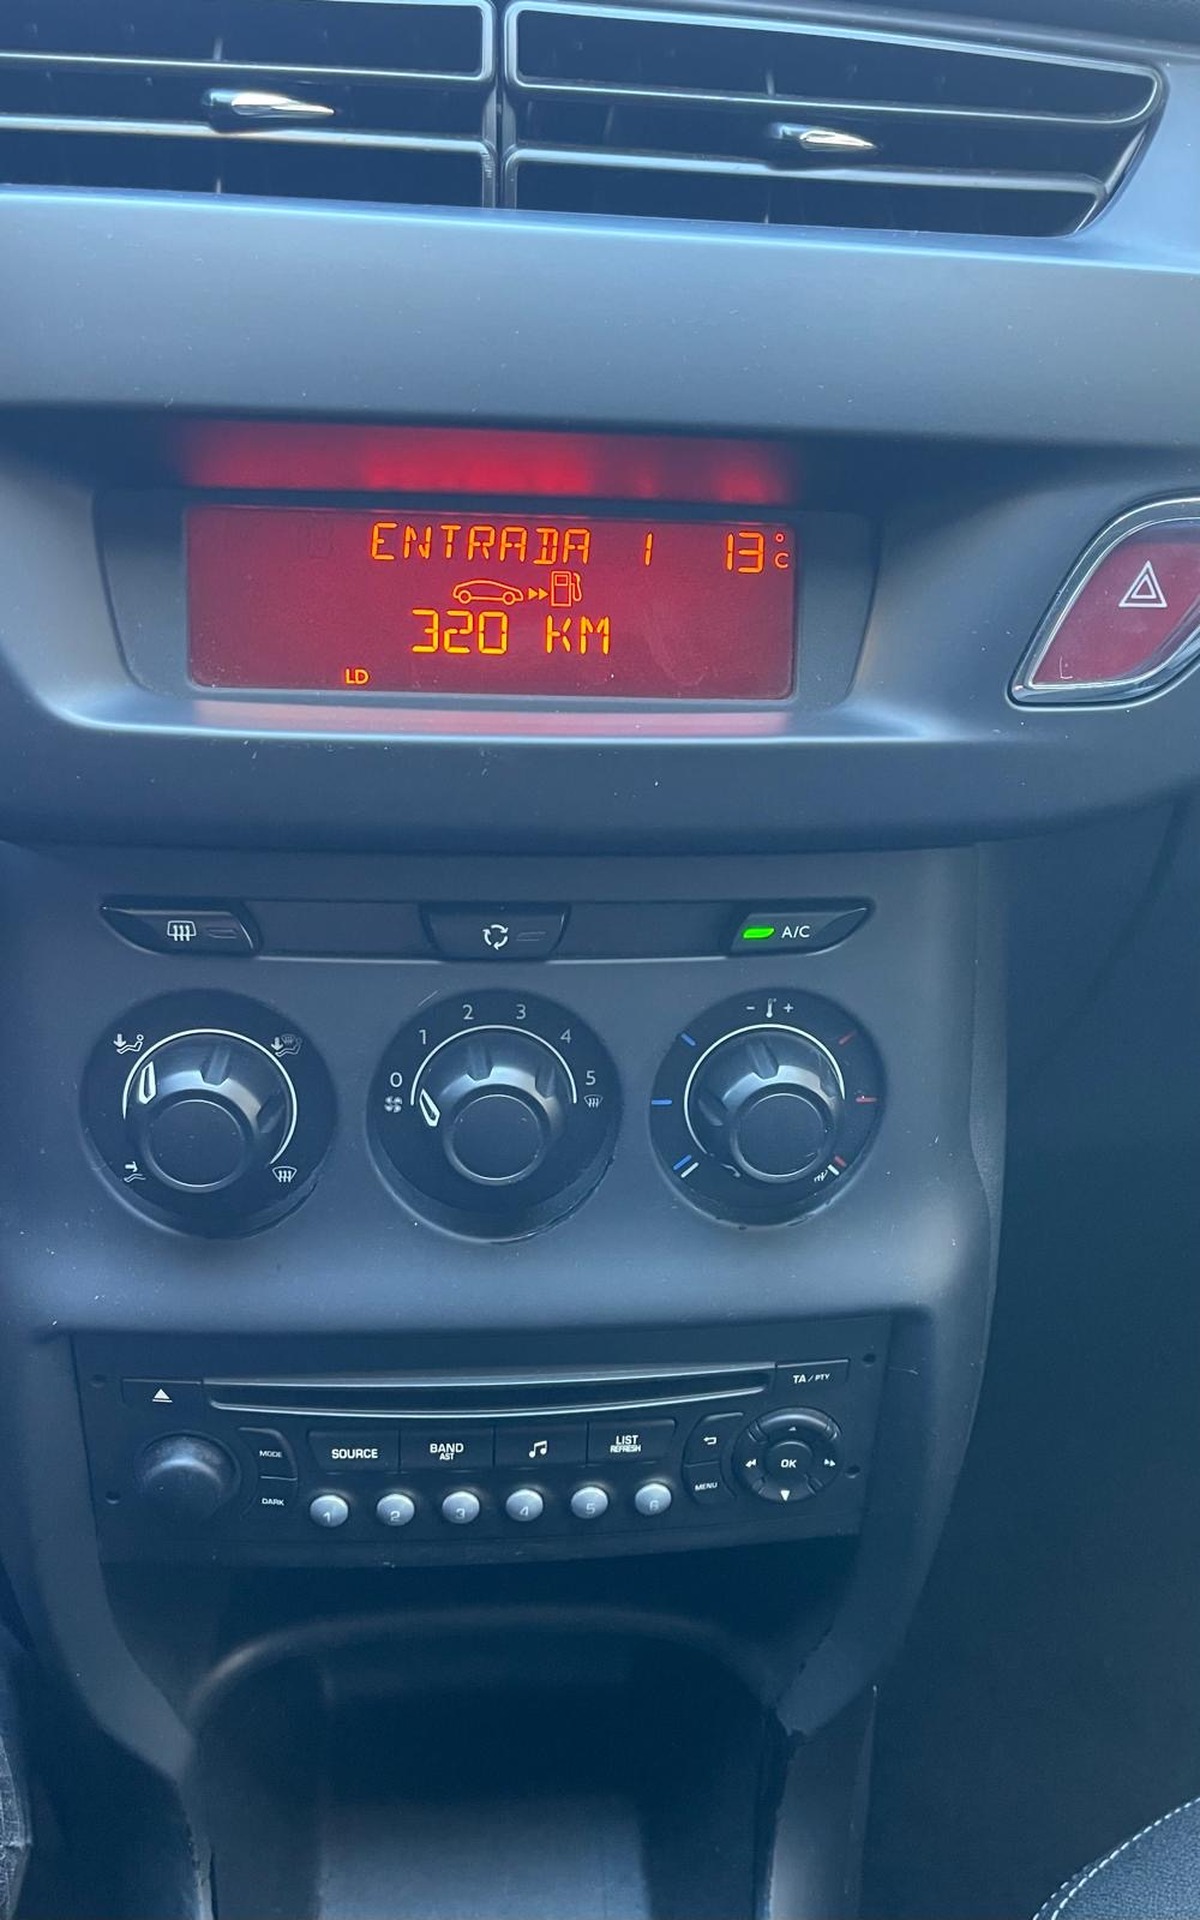 ENTRADA 1 13°C
320 KM
LD
A/C
2 3
1 4
0 5
- +
TA/PTY
MODE
SOURCE
BAND
AST
LIST
REFRESH
OK
MENU
DARK
1 2 3 4 5 6